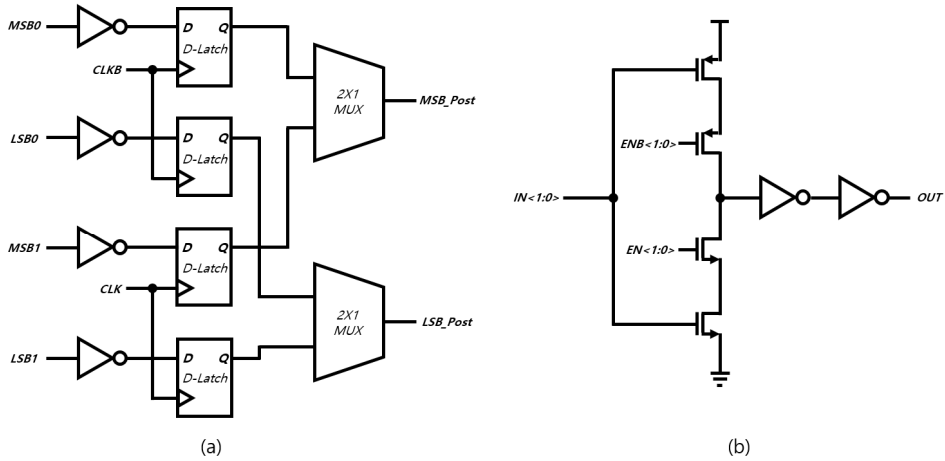 MSB0
D Q
D-Latch
CLKB
2X1
MUX
MSB_Post
LSB0
D Q
D-Latch
MSB1
D Q
D-Latch
CLK
2X1
MUX
LSB_Post
LSB1
D Q
D-Latch
(a)
ENB<1:0>
IN<1:0>
OUT
EN<1:0>
(b)